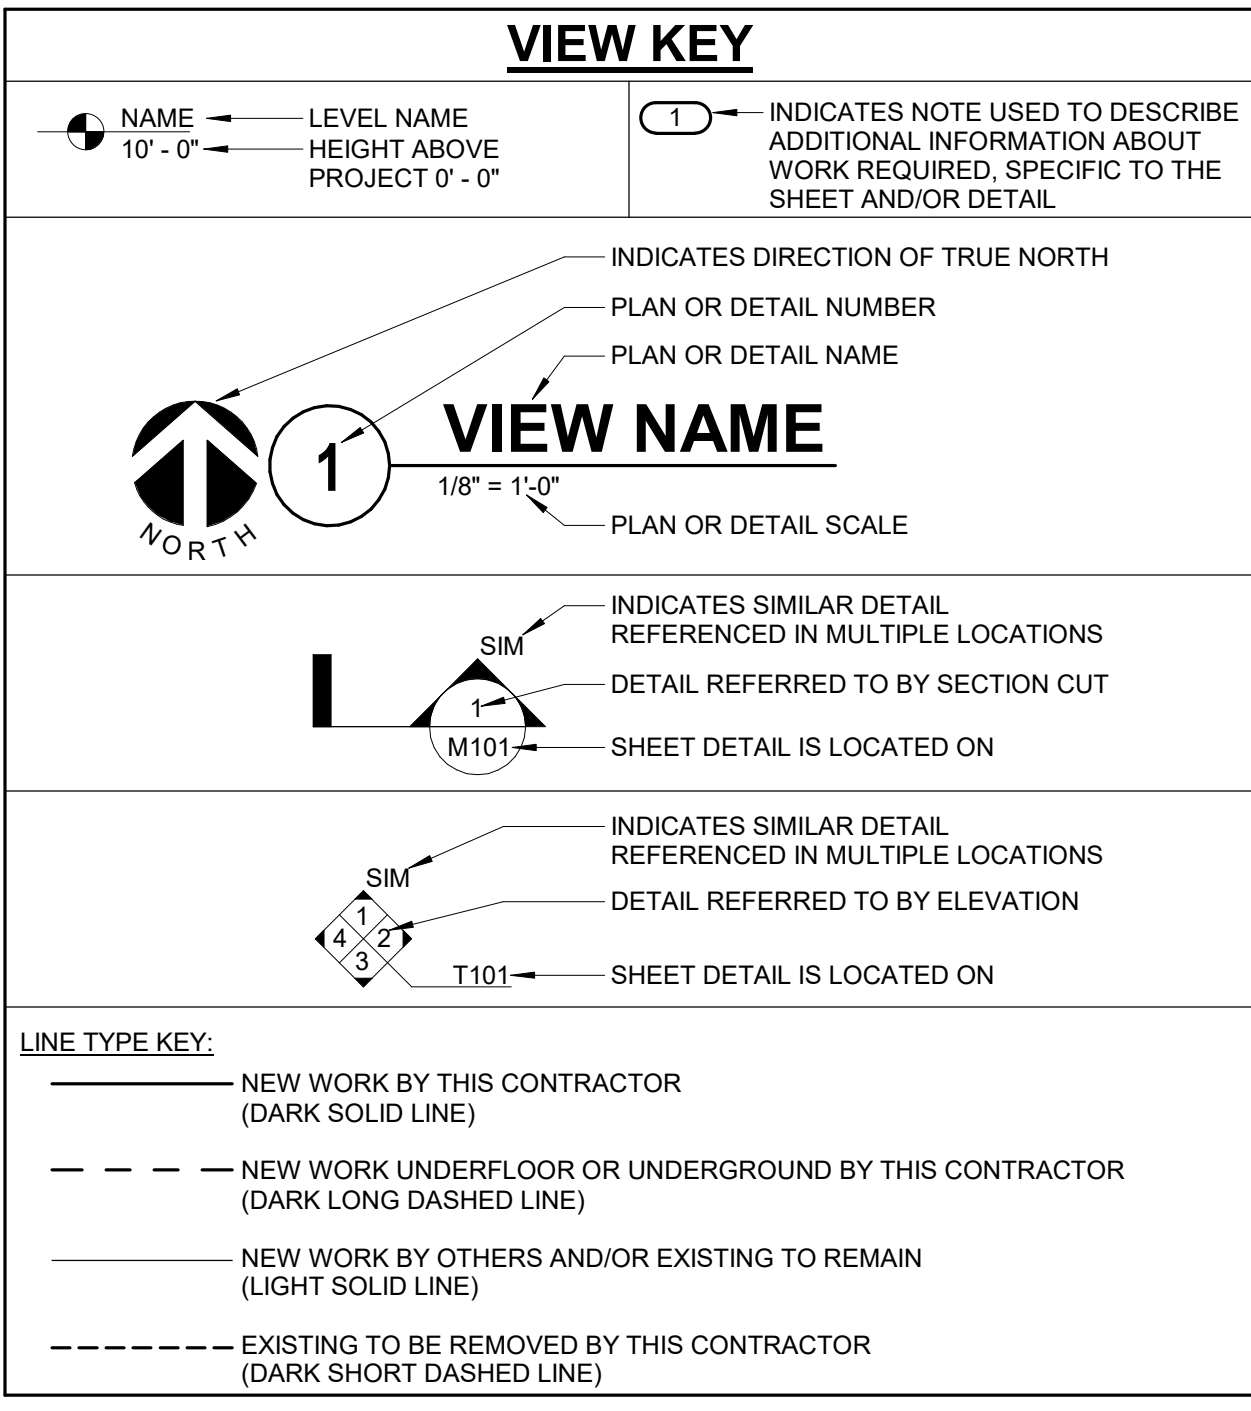 VIEW KEY
NAME
10' - 0"
LEVEL NAME
HEIGHT ABOVE
PROJECT 0' - 0"
1
INDICATES NOTE USED TO DESCRIBE
ADDITIONAL INFORMATION ABOUT
WORK REQUIRED, SPECIFIC TO THE
SHEET AND/OR DETAIL
INDICATES DIRECTION OF TRUE NORTH
PLAN OR DETAIL NUMBER
PLAN OR DETAIL NAME
NORTH
1
VIEW NAME
1/8" = 1'-0"
PLAN OR DETAIL SCALE
INDICATES SIMILAR DETAIL
REFERENCED IN MULTIPLE LOCATIONS
SIM
1
DETAIL REFERRED TO BY SECTION CUT
M101
SHEET DETAIL IS LOCATED ON
INDICATES SIMILAR DETAIL
REFERENCED IN MULTIPLE LOCATIONS
SIM
1
DETAIL REFERRED TO BY ELEVATION
4 2
3
T101
SHEET DETAIL IS LOCATED ON
LINE TYPE KEY:
NEW WORK BY THIS CONTRACTOR
(DARK SOLID LINE)
NEW WORK UNDERFLOOR OR UNDERGROUND BY THIS CONTRACTOR
(DARK LONG DASHED LINE)
NEW WORK BY OTHERS AND/OR EXISTING TO REMAIN
(LIGHT SOLID LINE)
EXISTING TO BE REMOVED BY THIS CONTRACTOR
(DARK SHORT DASHED LINE)